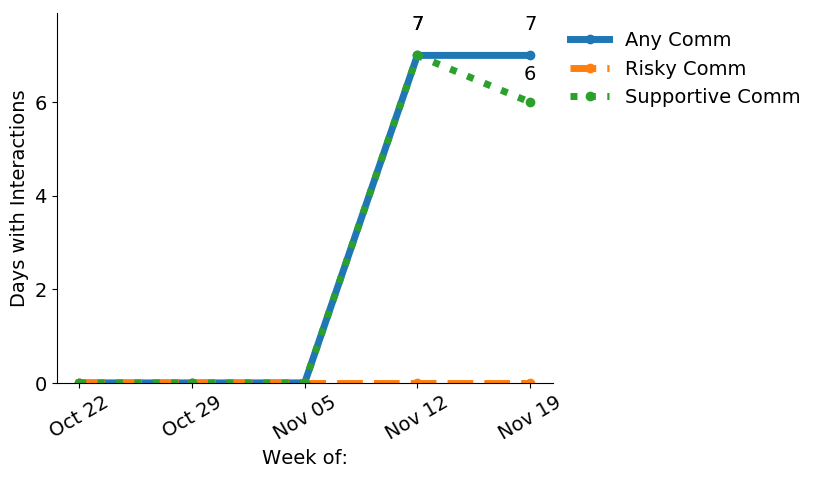 7
7
6
Any Comm
Risky Comm
Supportive Comm
Days with Interactions
6
4
2
0
Oct 22
Oct 29
Nov 05
Nov 12
Nov 19
Week of: